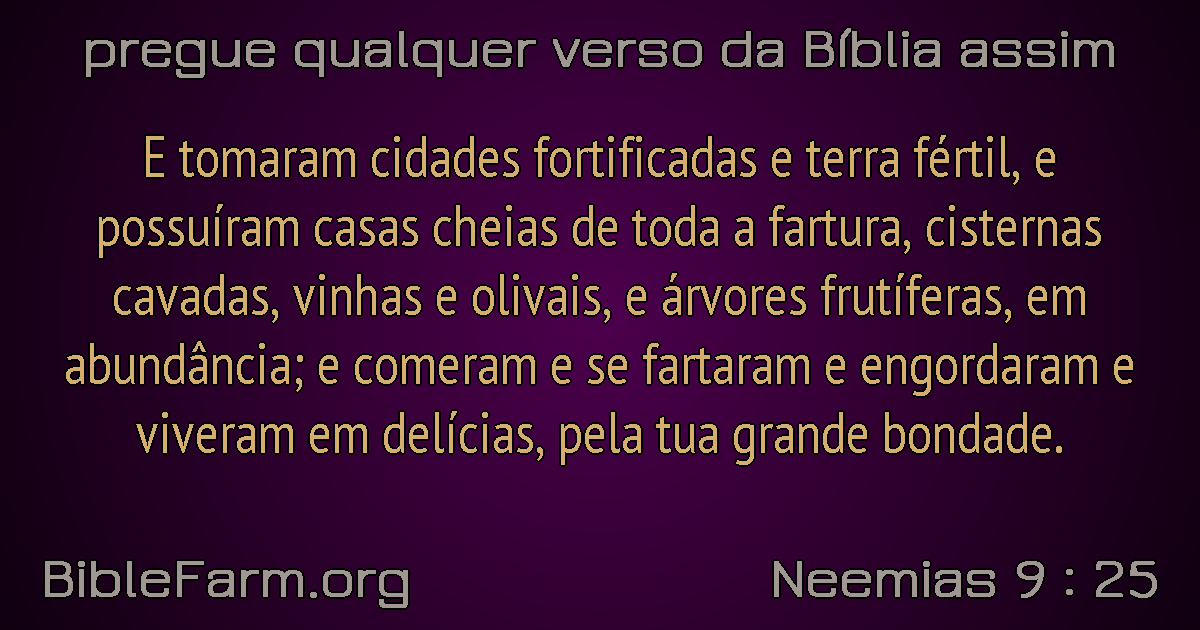 pregue qualquer verso da Bíblia assim
E tomaram cidades fortificadas e terra fértil, e
possuíram casas cheias de toda a fartura, cisternas
cavadas, vinhas e olivais, e árvores frutíferas, em
abundância; e comeram e se fartaram e engordaram e
viveram em delícias, pela tua grande bondade.
BibleFarm.org
Neemias 9 : 25